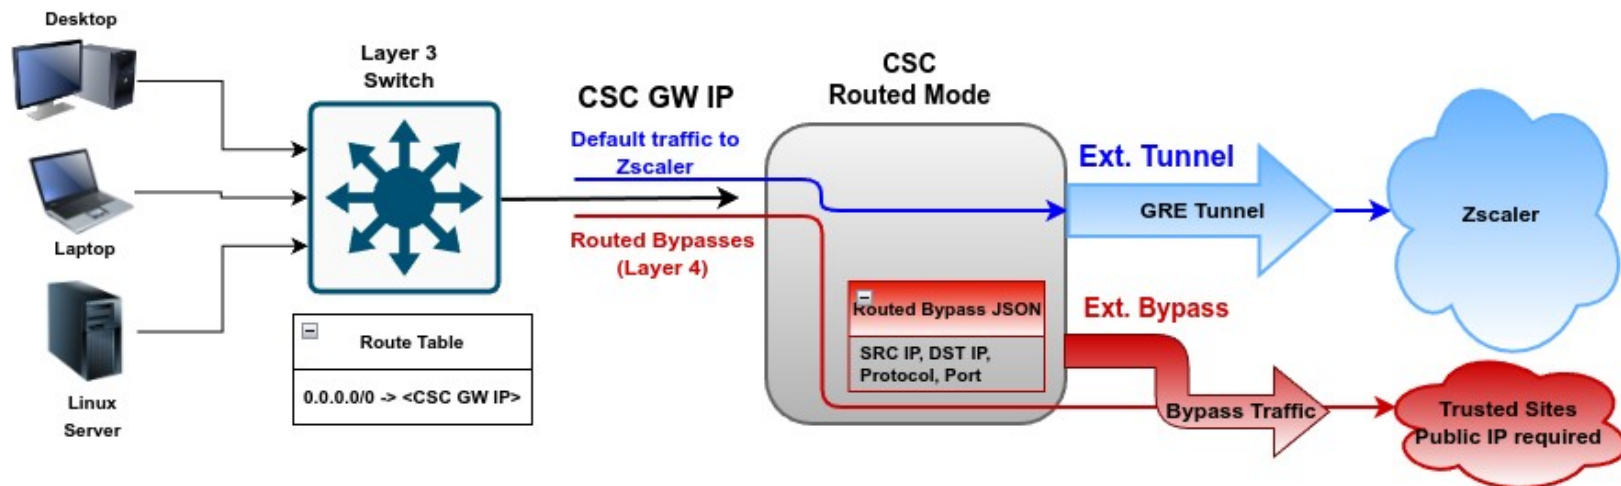 Desktop
Laptop
Linux
Server
Layer 3
Switch
Route Table
0.0.0.0/0 -> <CSC GW IP>
CSC GW IP
Default traffic to
Zscaler
Routed Bypasses
(Layer 4)
CSC
Routed Mode
Routed Bypass JSON
SRC IP, DST IP,
Protocol, Port
Ext. Tunnel
GRE Tunnel
Ext. Bypass
Bypass Traffic
Zscaler
Trusted Sites
Public IP required